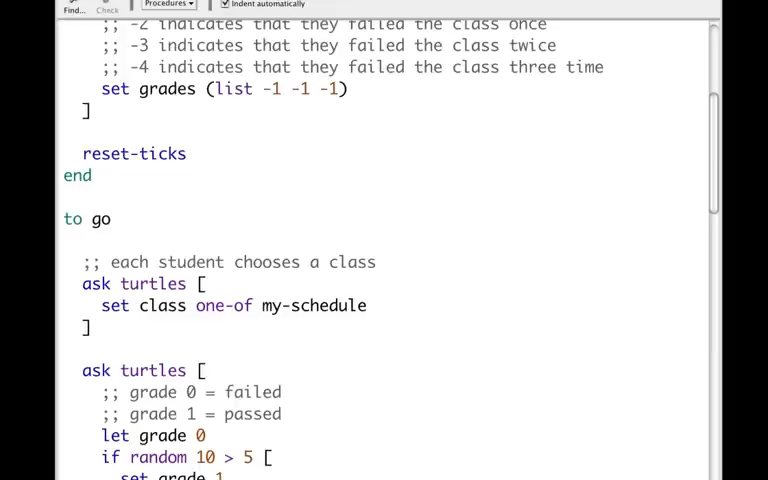 Find...
Check
Procedures
Indent automatically
;; -2 indicates that they failed the class once
;; -3 indicates that they failed the class twice
;; -4 indicates that they failed the class three time
set grades (list -1 -1 -1)
]
reset-ticks
end
to go
;; each student chooses a class
ask turtles [
set class one-of my-schedule
]
ask turtles [
;; grade 0 = failed
;; grade 1 = passed
let grade 0
if random 10 > 5 [
set grade 1